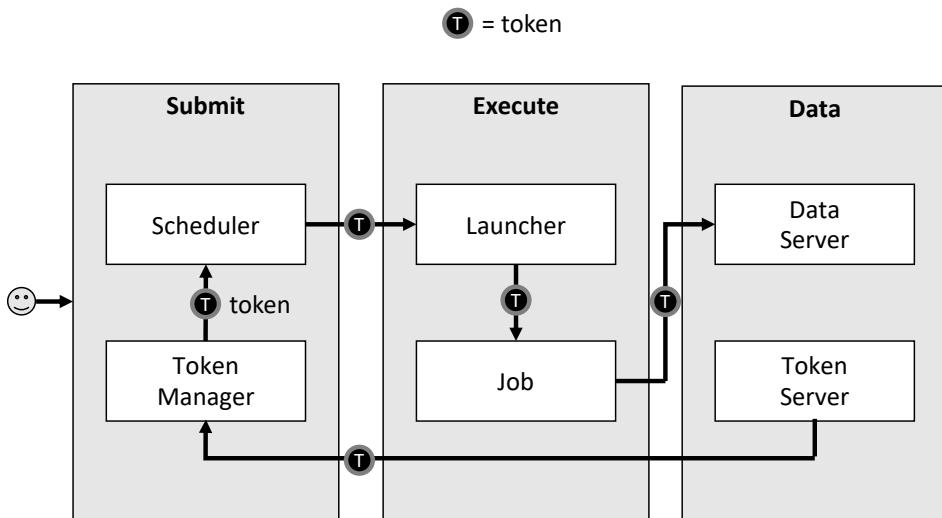 T = token
Submit
Execute
Data
Scheduler
T
Launcher
Data
Server
T token
T
T
Token
Manager
Job
Token
Server
T